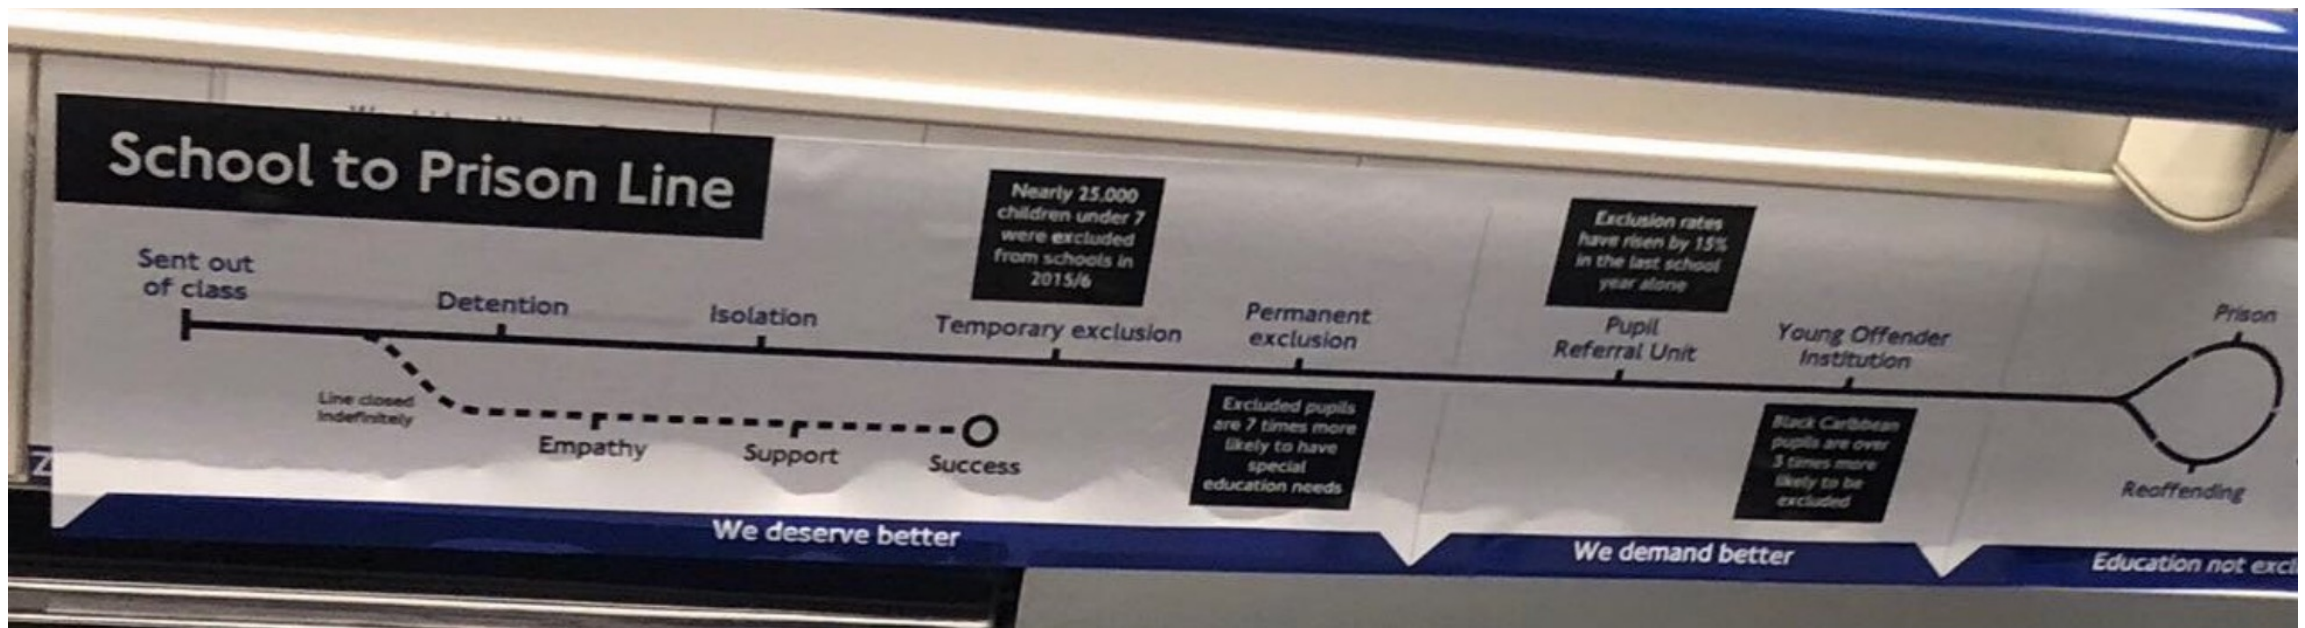 School to Prison Line
Sent out
of class
Detention
Isolation
Nearly 25,000
children under 7
were excluded
from schools in
2015/6
Temporary exclusion
Permanent
exclusion
Exclusion rates
have risen by 15%
in the last school
year alone
Pupil
Referral Unit
Young Offender
Institution
Prison
Reoffending
Line closed
Indefinitely
Empathy
Support
Success
Excluded pupils
are 7 times more
likely to have
special
education needs
Black Caribbean
pupils are over
3 times more
likely to be
excluded
Z
We deserve better
We demand better
Education not excl